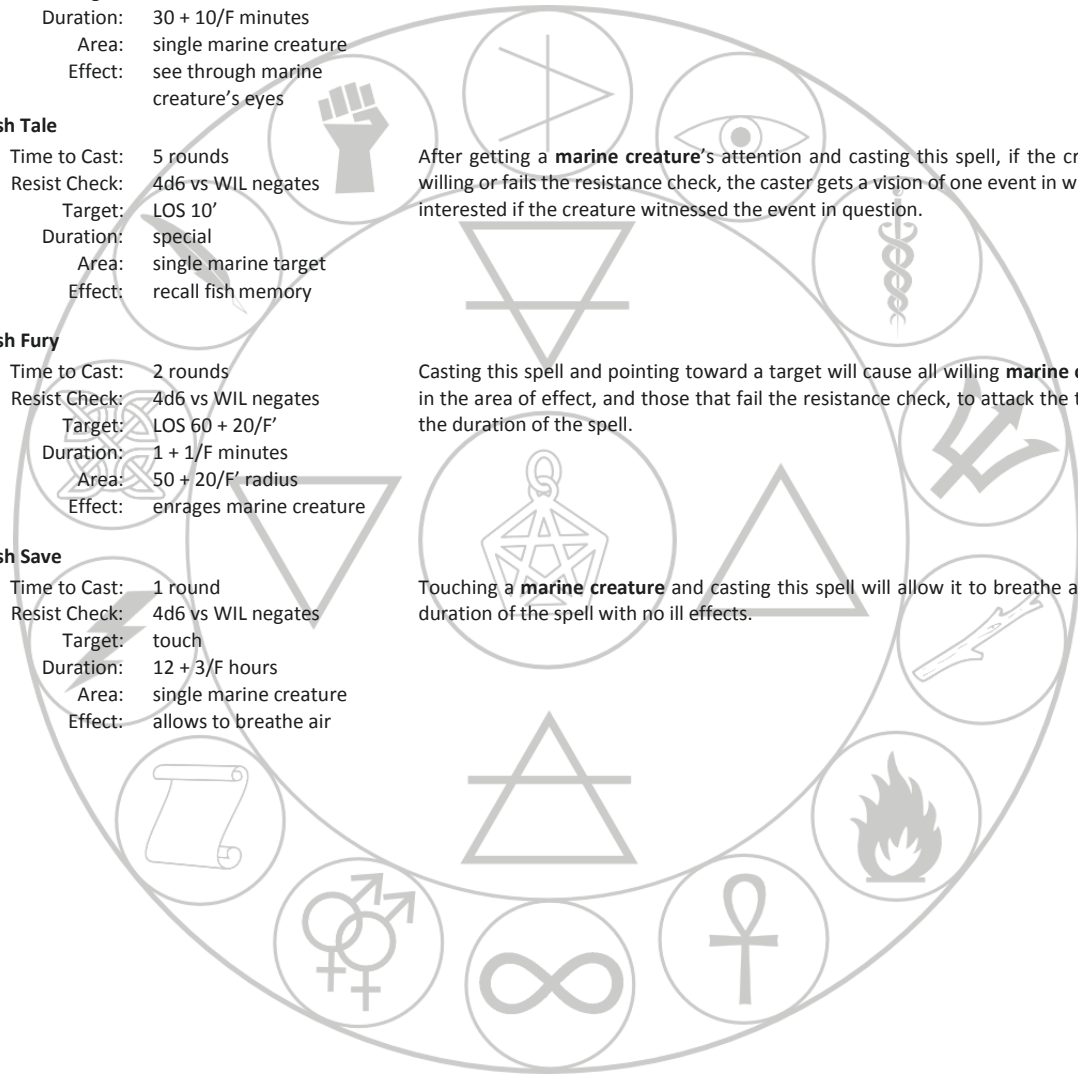 Duration: 30 + 10/F minutes
Area: single marine creature
Effect: see through marine
creature's eyes
sh Tale
Time to Cast: 5 rounds
Resist Check: 4d6 vs WIL negates
Target: LOS 10'
Duration: special
Area: single marine target
Effect: recall fish memory
After getting a marine creature's attention and casting this spell, if the cr
willing or fails the resistance check, the caster gets a vision of one event in w
interested if the creature witnessed the event in question.
sh Fury
Time to Cast: 2 rounds
Resist Check: 4d6 vs WIL negates
Target: LOS 60 + 20/F'
Duration: 1 + 1/F minutes
Area: 50 + 20/F' radius
Effect: enrages marine creature
Casting this spell and pointing toward a target will cause all willing marine c
in the area of effect, and those that fail the resistance check, to attack the t
the duration of the spell.
sh Save
Time to Cast: 1 round
Resist Check: 4d6 vs WIL negates
Target: touch
Duration: 12 + 3/F hours
Area: single marine creature
Effect: allows to breathe air
Touching a marine creature and casting this spell will allow it to breathe a
duration of the spell with no ill effects.